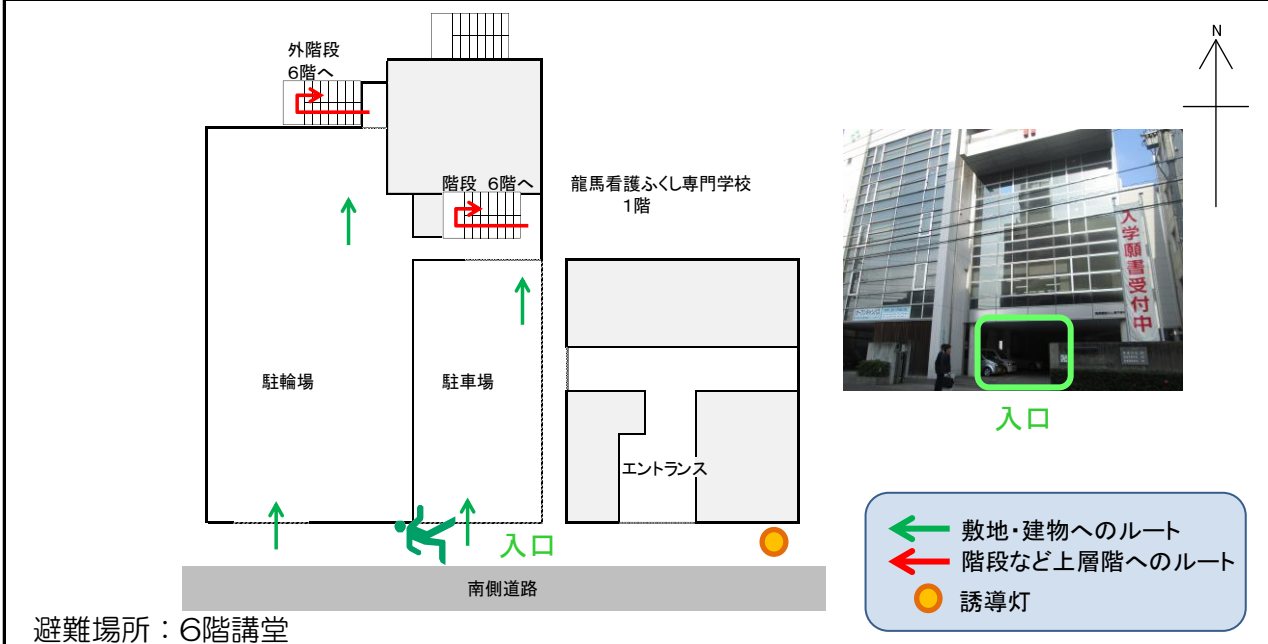 外階段
6階へ
階段 6階へ
龍馬看護ふくし専門学校
1階
N
入学願書受付中
駐輪場
駐車場
エントランス
入口
入口
南側道路
敷地・建物へのルート
階段など上層階へのルート
誘導灯
避難場所：6階講堂